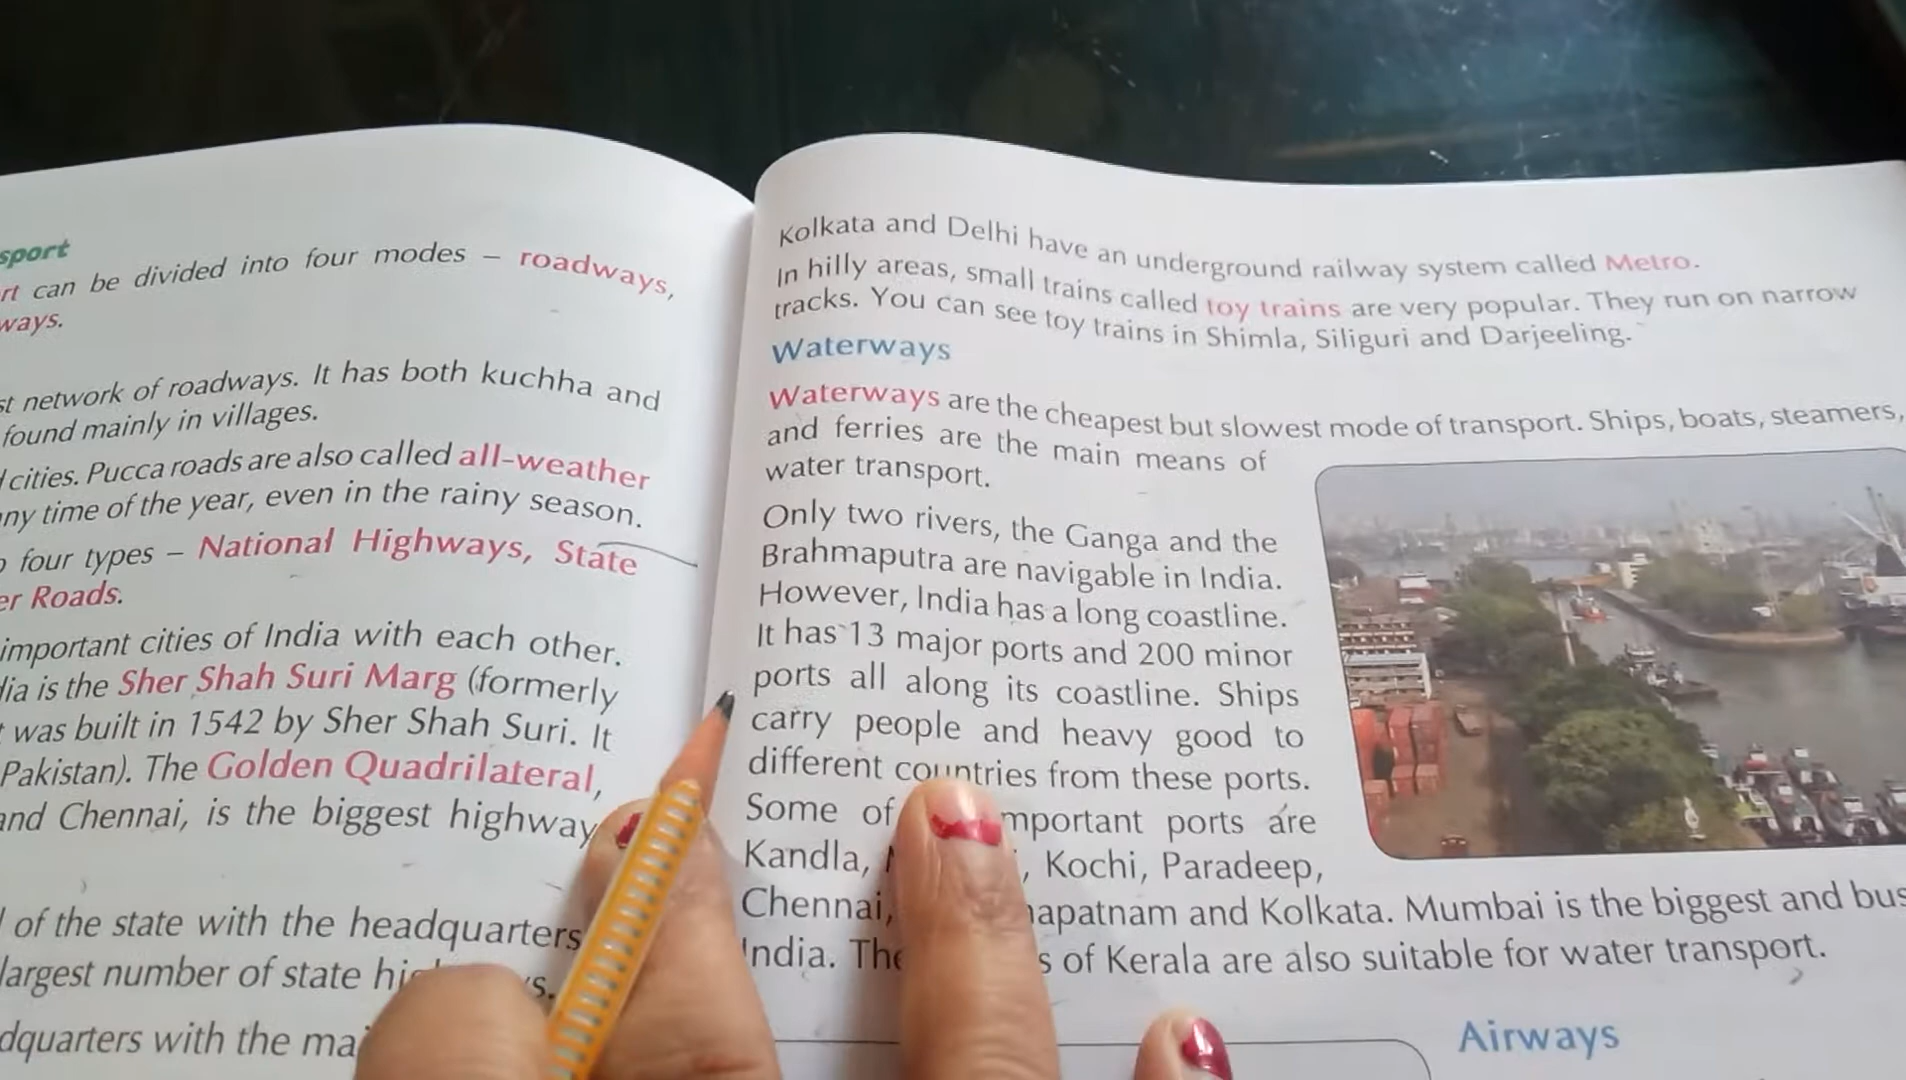 sport
rt can be divided into four modes – roadways,
ways.
st network of roadways. It has both kuchha and
found mainly in villages.
cities. Pucca roads are also called all-weather
ny time of the year, even in the rainy season.
four types – National Highways, State
er Roads.
important cities of India with each other.
dia is the Sher Shah Suri Marg (formerly
t was built in 1542 by Sher Shah Suri. It
Pakistan). The Golden Quadrilateral,
and Chennai, is the biggest highway
of the state with the headquarters
largest number of state s.
dquarters with the ma
Kolkata and Delhi have an underground railway system called Metro.
In hilly areas, small trains called toy trains are very popular. They run on narrow
tracks. You can see toy trains in Shimla, Siliguri and Darjeeling.
Waterways
Waterways are the cheapest but slowest mode of transport. Ships, boats, steamers,
and ferries are the main means of
water transport.
Only two rivers, the Ganga and the
Brahmaputra are navigable in India.
However, India has a long coastline.
It has 13 major ports and 200 minor
ports all along its coastline. Ships
carry people and heavy good to
different countries from these ports.
Some of mportant ports are
Kandla, , Kochi, Paradeep,
Chennai, apatnam and Kolkata. Mumbai is the biggest and bus
India. The s of Kerala are also suitable for water transport.
Airways